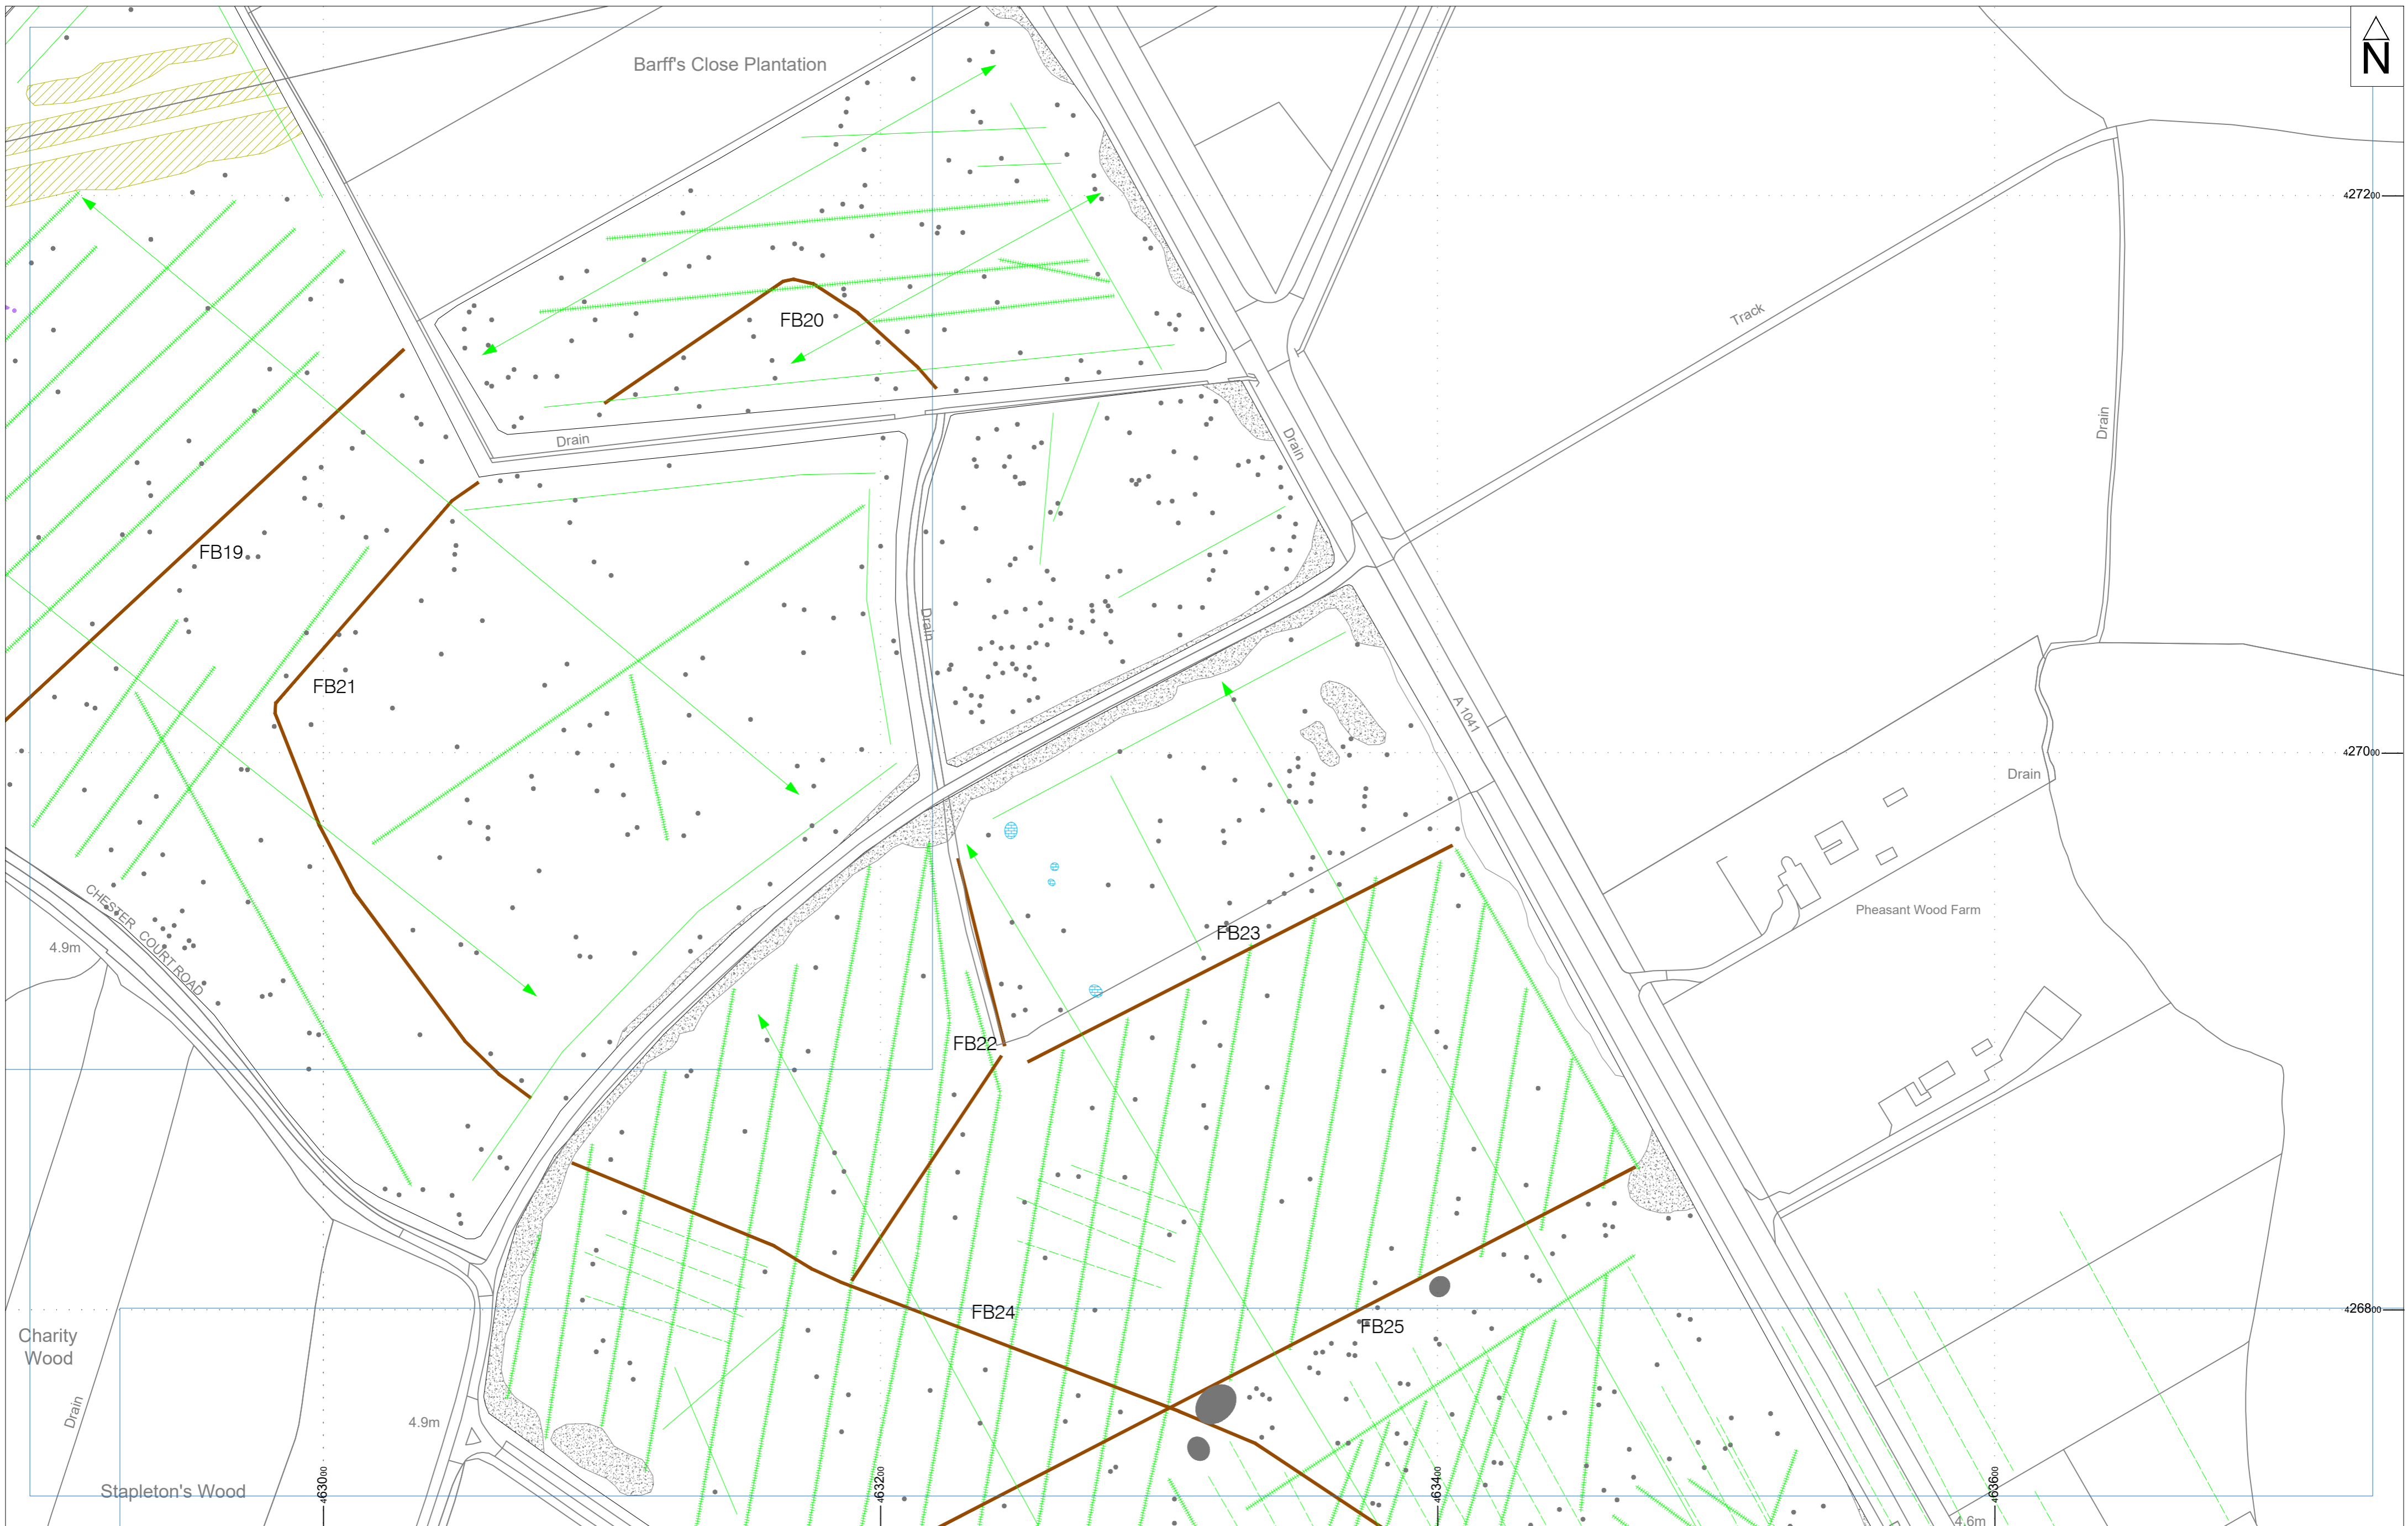 N
Barff's Close Plantation
427200
Track
FB20
Drain
Drain
Drain
FB19
Drain
FB21
A 1041
427000
Drain
CHESTER COURT ROAD
4.9m
Pheasant Wood Farm
FB23
FB22
FB24
426800
FB25
Charity
Wood
Drain
4.9m
Stapleton's Wood
463000
463200
463400
463600
4.6m